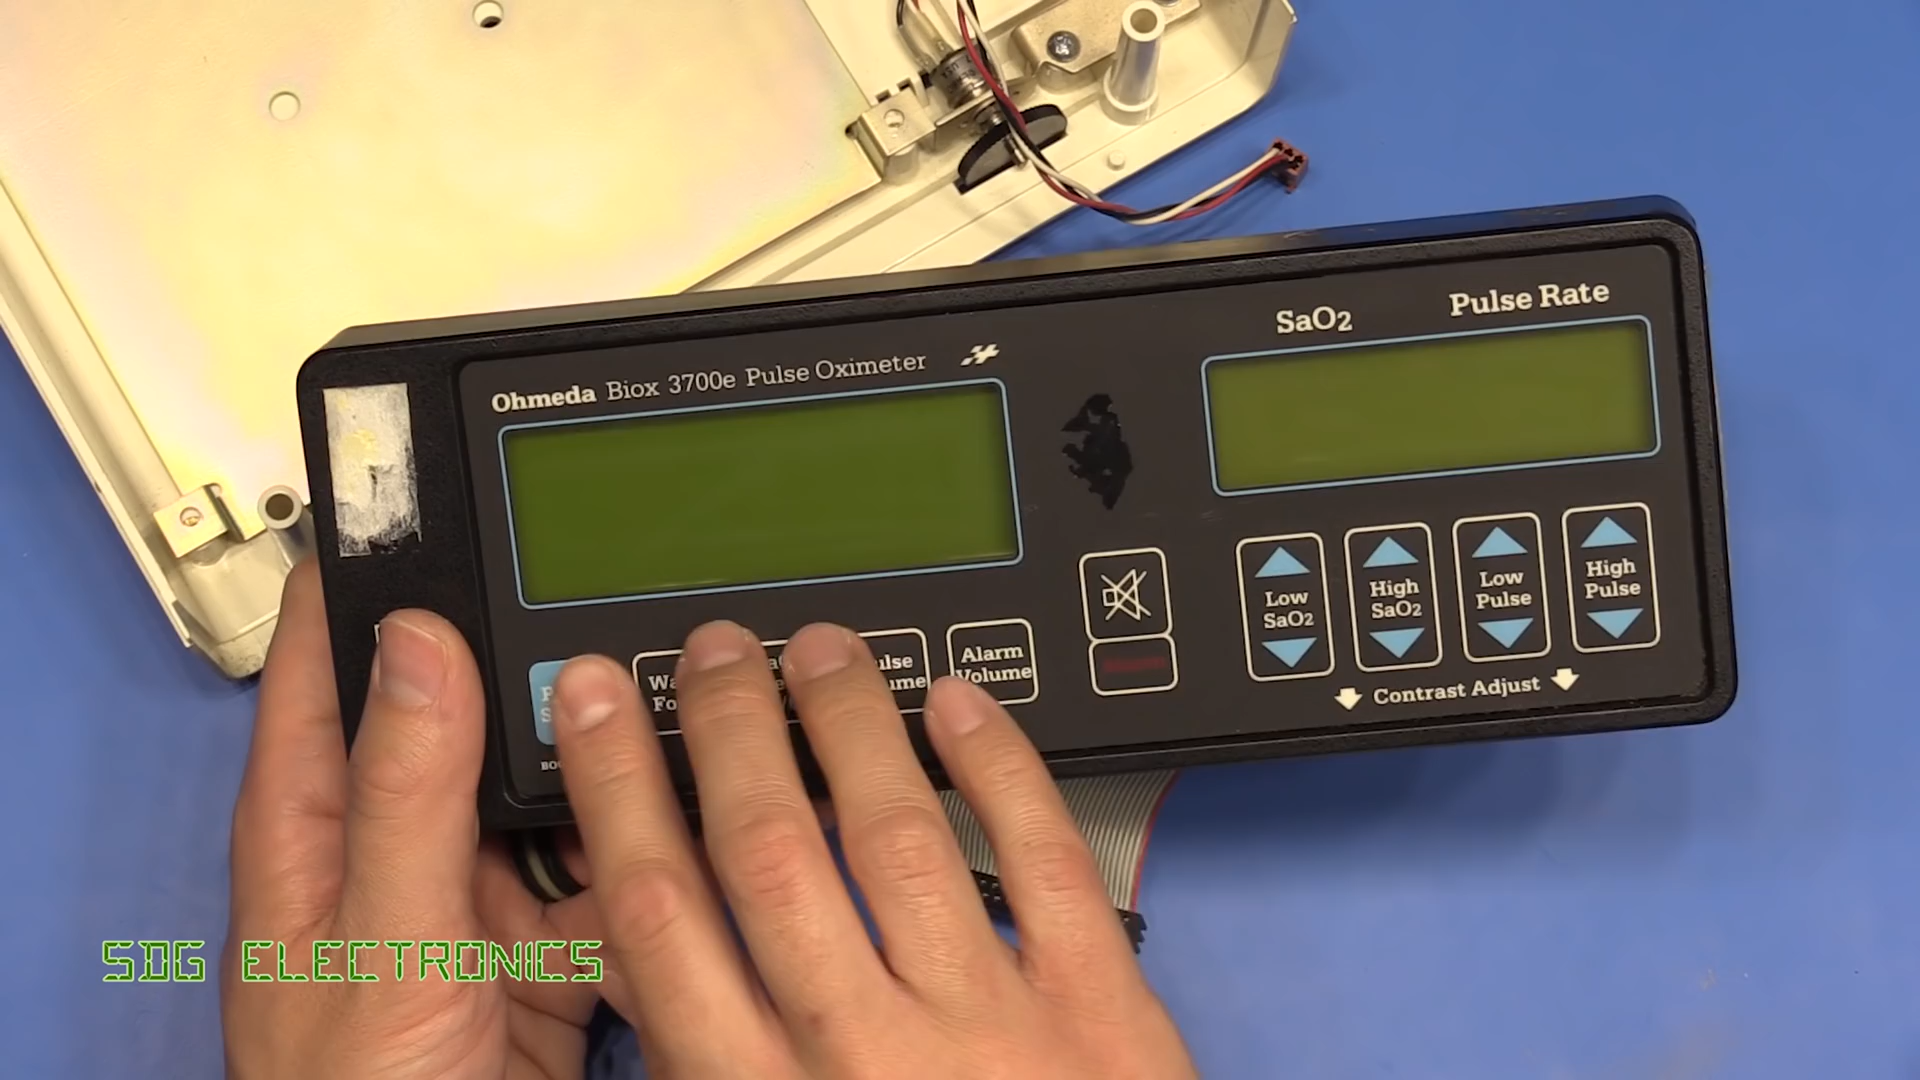 SaO2
Pulse Rate
Ohmeda Biox 3700e Pulse Oximeter
Low
SaO2
High
SaO2
Low
Pulse
High
Pulse
Alarm
Volume
Contrast Adjust
SDG ELECTRONICS